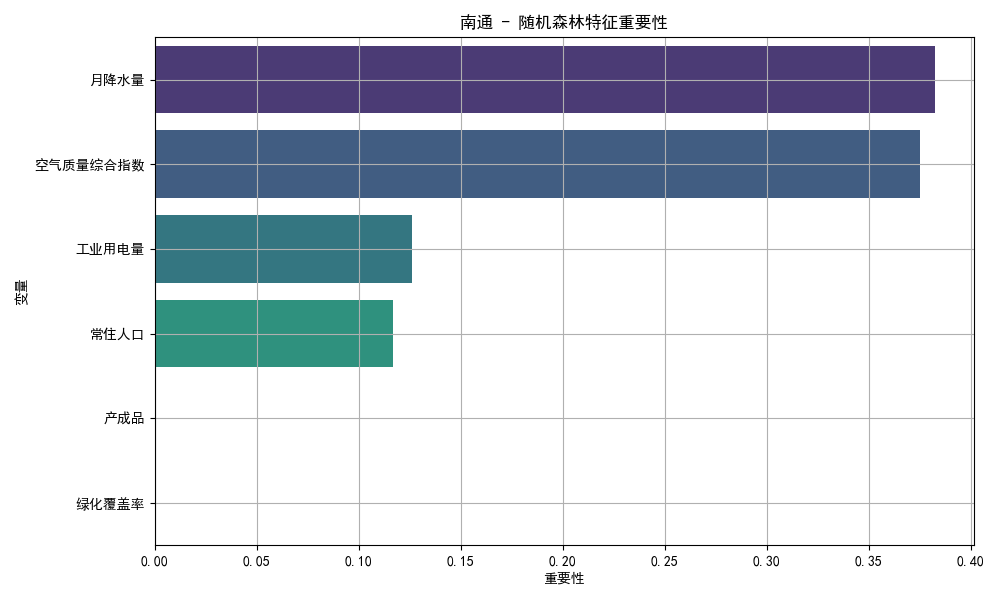 南通 - 随机森林特征重要性
月降水量
空气质量综合指数
工业用电量
常住人口
产成品
绿化覆盖率
变量
0.00 0.05 0.10 0.15 0.20 0.25 0.30 0.35 0.40
重要性